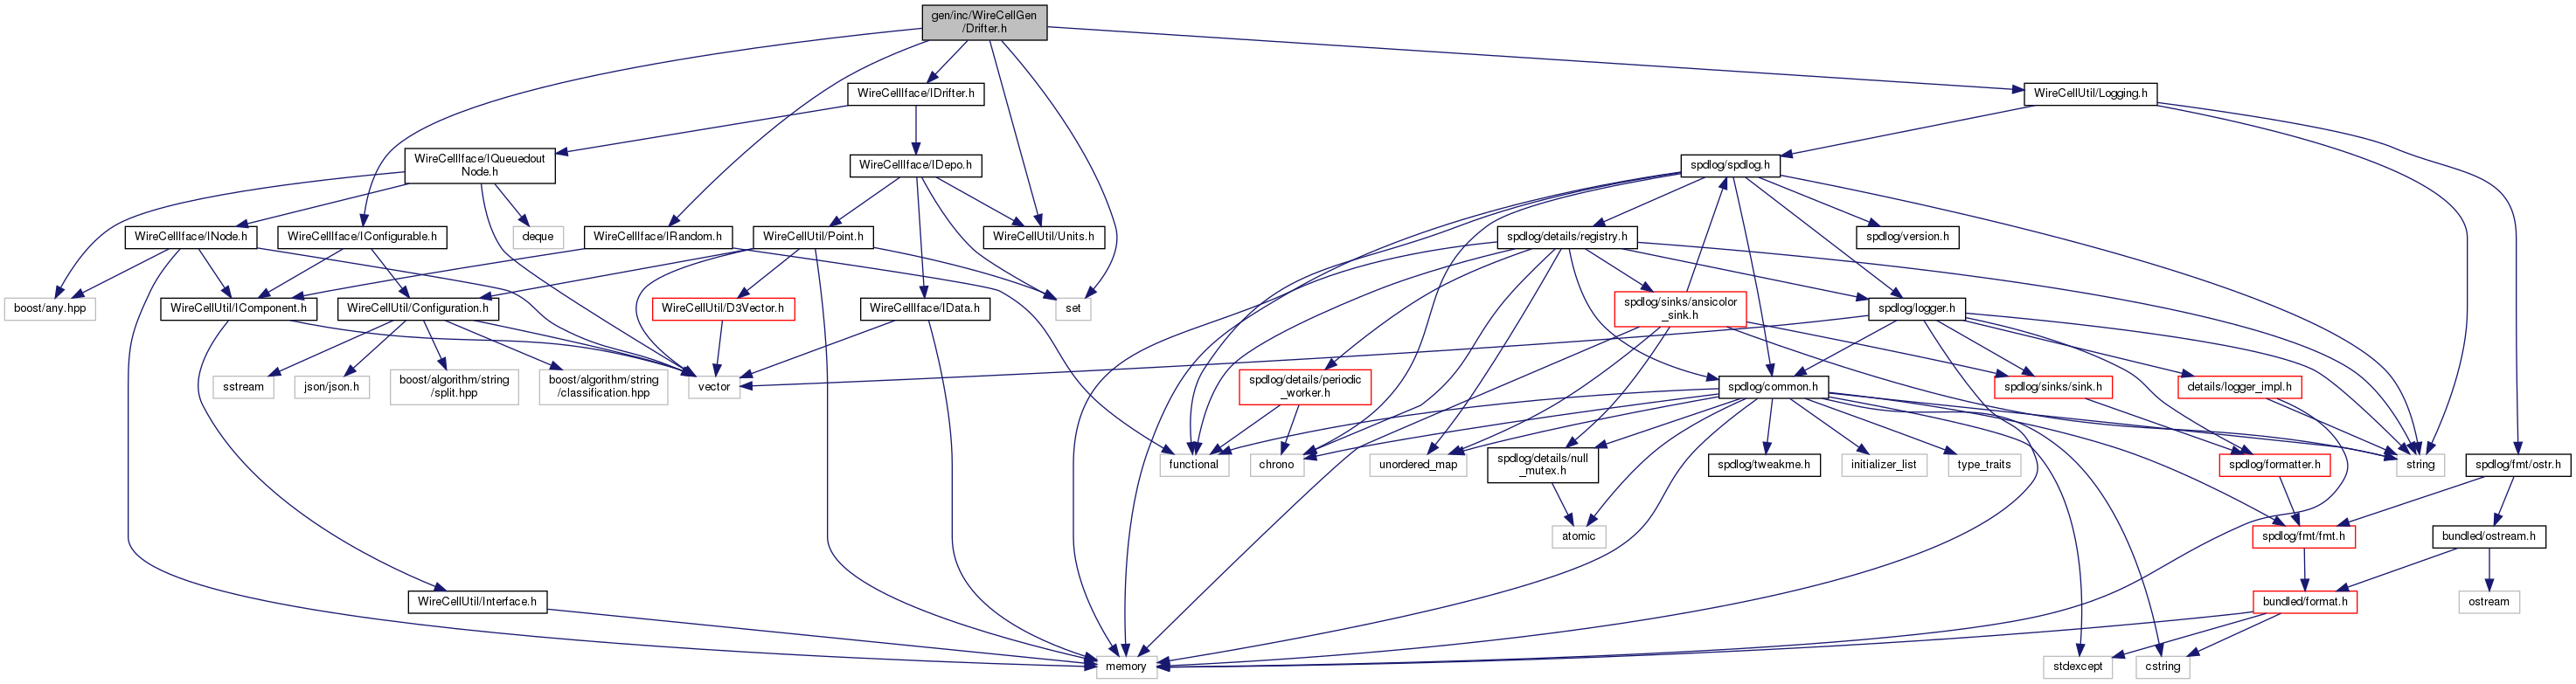 gen/inc/WireCellGen
/Drifter.h
WireCellIface/IDrifter.h
WireCellUtil/Logging.h
WireCellIface/IQueuedout
Node.h
WireCellIface/IDepo.h
spdlog/spdlog.h
WireCellIface/INode.h
WireCellIface/IConfigurable.h
deque
WireCellIface/IRandom.h
WireCellUtil/Point.h
WireCellUtil/Units.h
spdlog/details/registry.h
spdlog/version.h
boost/any.hpp
WireCellUtil/IComponent.h
WireCellUtil/Configuration.h
WireCellUtil/D3Vector.h
WireCellIface/IData.h
set
spdlog/sinks/ansicolor
_sink.h
spdlog/logger.h
sstream
json/json.h
boost/algorithm/string
/split.hpp
boost/algorithm/string
/classification.hpp
vector
spdlog/details/periodic
_worker.h
spdlog/common.h
spdlog/sinks/sink.h
details/logger_impl.h
functional
chrono
unordered_map
spdlog/details/null
_mutex.h
spdlog/tweakme.h
initializer_list
type_traits
spdlog/formatter.h
string
spdlog/fmt/ostr.h
atomic
spdlog/fmt/fmt.h
bundled/ostream.h
WireCellUtil/Interface.h
bundled/format.h
ostream
memory
stdexcept
cstring